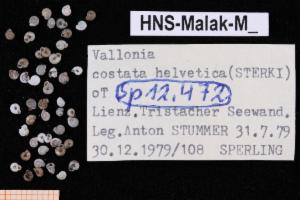 HNS-Malak-M_
Vallonia
costata helvetica(STERKI)
oT Sp 12.472
Lienz.Tristacher Seewand.
Leg.Anton STUMMER 31.7.79
30.12.1979/108 SPERLING